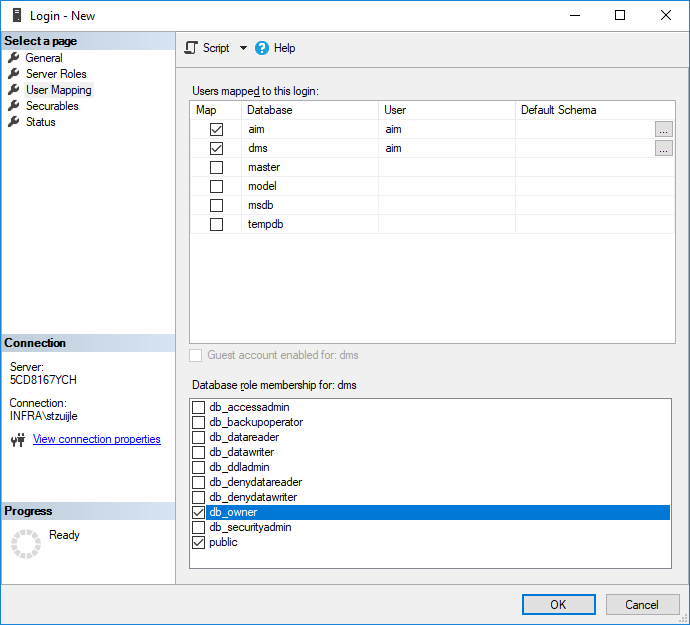 Login - New
Select a page
General
Server Roles
User Mapping
Securables
Status
Script
Help
Users mapped to this login:
Map Database User Default Schema
aim aim ...
dms aim ...
master
model
msdb
tempdb
Guest account enabled for: dms
Database role membership for: dms
db_accessadmin
db_backupoperator
db_datareader
db_datawriter
db_ddladmin
db_denydatareader
db_denydatawriter
db_owner
db_securityadmin
public
Connection
Server:
5CD8167YCH
Connection:
INFRA\stzuijle
View connection properties
Progress
Ready
OK Cancel